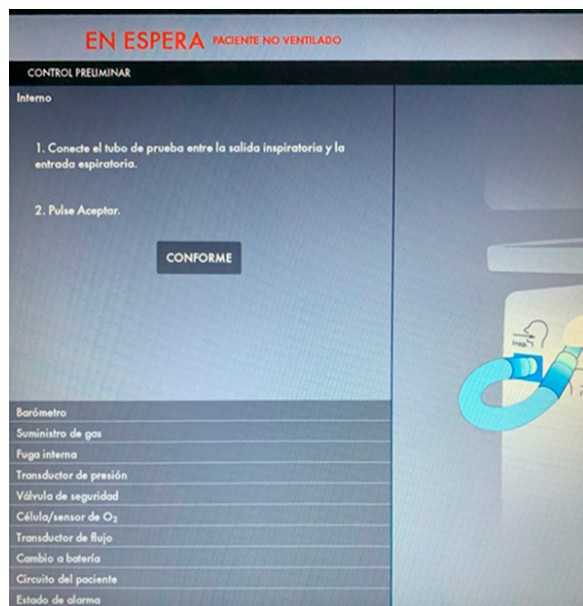 EN ESPERA PACIENTE NO VENTILADO
CONTROL PRELIMINAR
Interno
1. Conecte el tubo de prueba entre la salida inspiratoria y la
entrada espiratoria.
2. Pulse Aceptar.
CONFORME
insp.
Barómetro
Suministro de gas
Fuga interna
Transductor de presión
Válvula de seguridad
Célula/sensor de O₂
Transductor de flujo
Cambio a batería
Circuito del paciente
Estado de alarma